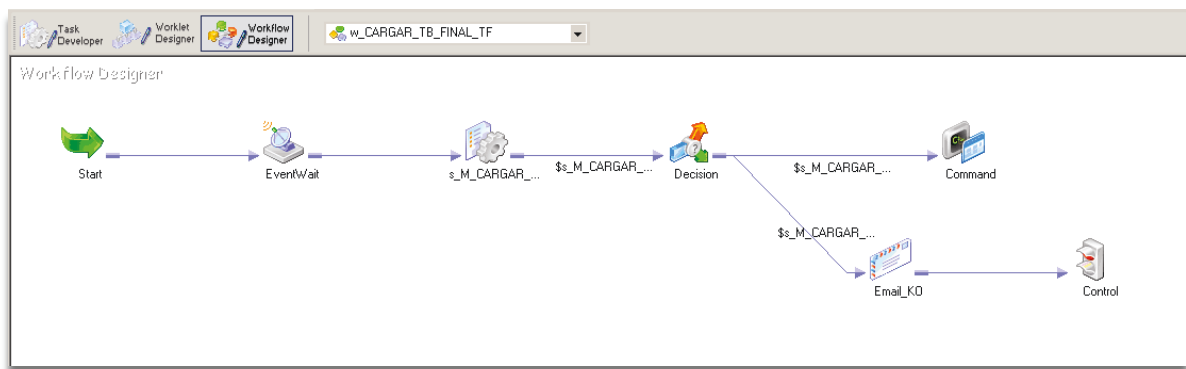 Task
Developer
Worklet
Designer
Workflow
Designer
w_CARGAR_TB_FINAL_TF
Workflow Designer
Start
EventWait
s_M_CARGAR_...
$s_M_CARGAR_...
Decision
$s_M_CARGAR_...
Command
$s_M_CARGAR_...
Email_KO
Control